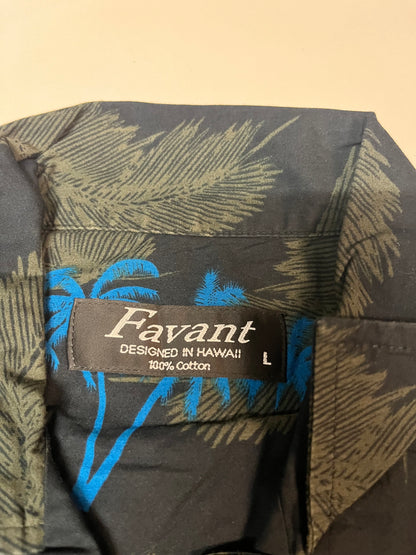 Favant
DESIGNED IN HAWAII
100% Cotton
L